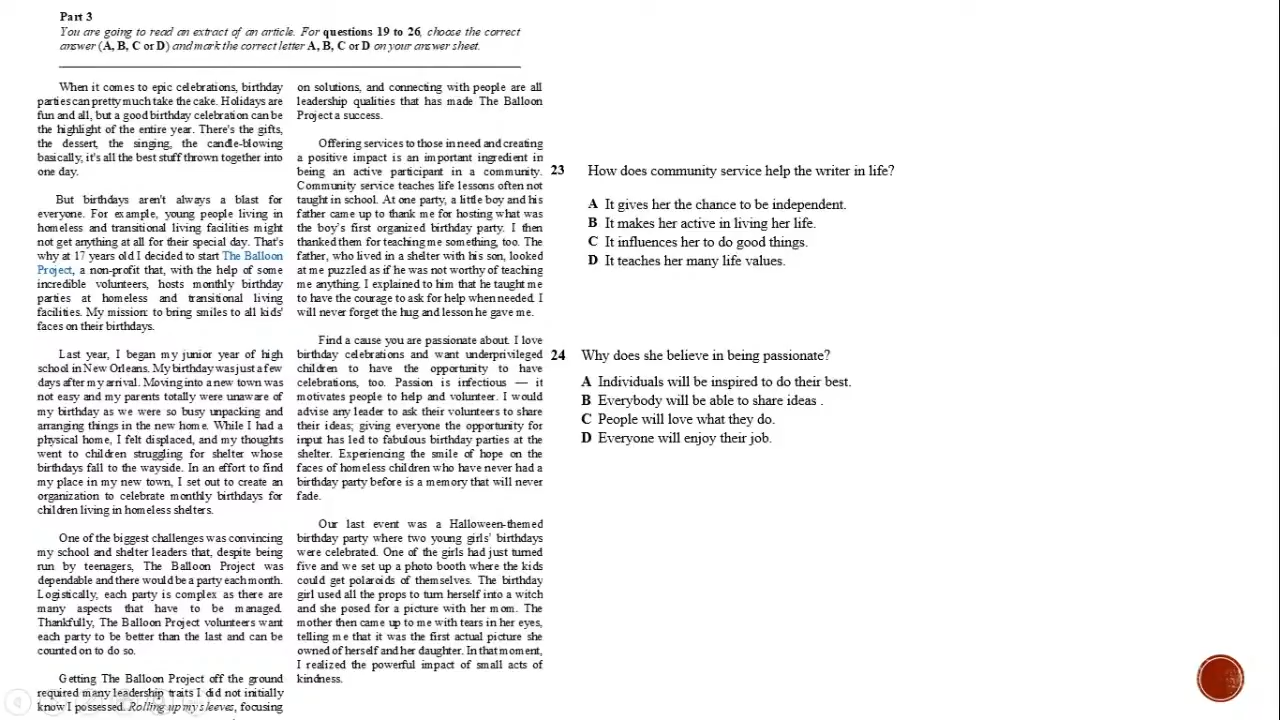 Part 3
You are going to read an extract of an article. For questions 19 to 26, choose the correct
answer (A, B, C or D) and mark the correct letter A, B, C or D on your answer sheet.
When it comes to epic celebrations, birthday
parties can pretty much take the cake. Holidays are
fun and all, but a good birthday celebration can be
the highlight of the entire year. There's the gifts,
the dessert, the singing, the candle-blowing
basically, it's all the best stuff thrown together into
one day.
But birthdays aren't always a blast for
everyone. For example, young people living in
homeless and transitional living facilities might
not get anything at all for their special day. That's
why at 17 years old I decided to start The Balloon
Project, a non-profit that, with the help of some
incredible volunteers, hosts monthly birthday
parties at homeless and transitional living
facilities. My mission: to bring smiles to all kids'
faces on their birthdays.
Last year, I began my junior year of high
school in New Orleans. My birthday was just a few
days after my arrival. Moving into a new town was
not easy and my parents totally were unaware of
my birthday as we were so busy unpacking and
arranging things in the new home. While I had a
physical home, I felt displaced, and my thoughts
went to children struggling for shelter whose
birthdays fall to the wayside. In an effort to find
my place in my new town, I set out to create an
organization to celebrate monthly birthdays for
children living in homeless shelters.
One of the biggest challenges was convincing
my school and shelter leaders that, despite being
run by teenagers, The Balloon Project was
dependable and there would be a party each month.
Logistically, each party is complex as there are
many aspects that have to be managed.
Thankfully, The Balloon Project volunteers want
each party to be better than the last and can be
counted on to do so.
Getting The Balloon Project off the ground
required many leadership traits I did not initially
know I possessed. Rolling up my sleeves, focusing
on solutions, and connecting with people are all
leadership qualities that has made The Balloon
Project a success.
Offering services to those in need and creating
a positive impact is an important ingredient in
being an active participant in a community.
Community service teaches life lessons often not
taught in school. At one party, a little boy and his
father came up to thank me for hosting what was
the boy's first organized birthday party. I then
thanked them for teaching me something, too. The
father, who lived in a shelter with his son, looked
at me puzzled as if he was not worthy of teaching
me anything. I explained to him that he taught me
to have the courage to ask for help when needed. I
will never forget the hug and lesson he gave me.
Find a cause you are passionate about. I love
birthday celebrations and want underprivileged
children to have the opportunity to have
celebrations, too. Passion is infectious — it
motivates people to help and volunteer. I would
advise any leader to ask their volunteers to share
their ideas; giving everyone the opportunity for
input has led to fabulous birthday parties at the
shelter. Experiencing the smile of hope on the
faces of homeless children who have never had a
birthday party before is a memory that will never
fade.
Our last event was a Halloween-themed
birthday party where two young girls' birthdays
were celebrated. One of the girls had just turned
five and we set up a photo booth where the kids
could get polaroids of themselves. The birthday
girl used all the props to turn herself into a witch
and she posed for a picture with her mom. The
mother then came up to me with tears in her eyes,
telling me that it was the first actual picture she
owned of herself and her daughter. In that moment,
I realized the powerful impact of small acts of
kindness.
23 How does community service help the writer in life?
A It gives her the chance to be independent.
B It makes her active in living her life.
C It influences her to do good things.
D It teaches her many life values.
24 Why does she believe in being passionate?
A Individuals will be inspired to do their best.
B Everybody will be able to share ideas .
C People will love what they do.
D Everyone will enjoy their job.